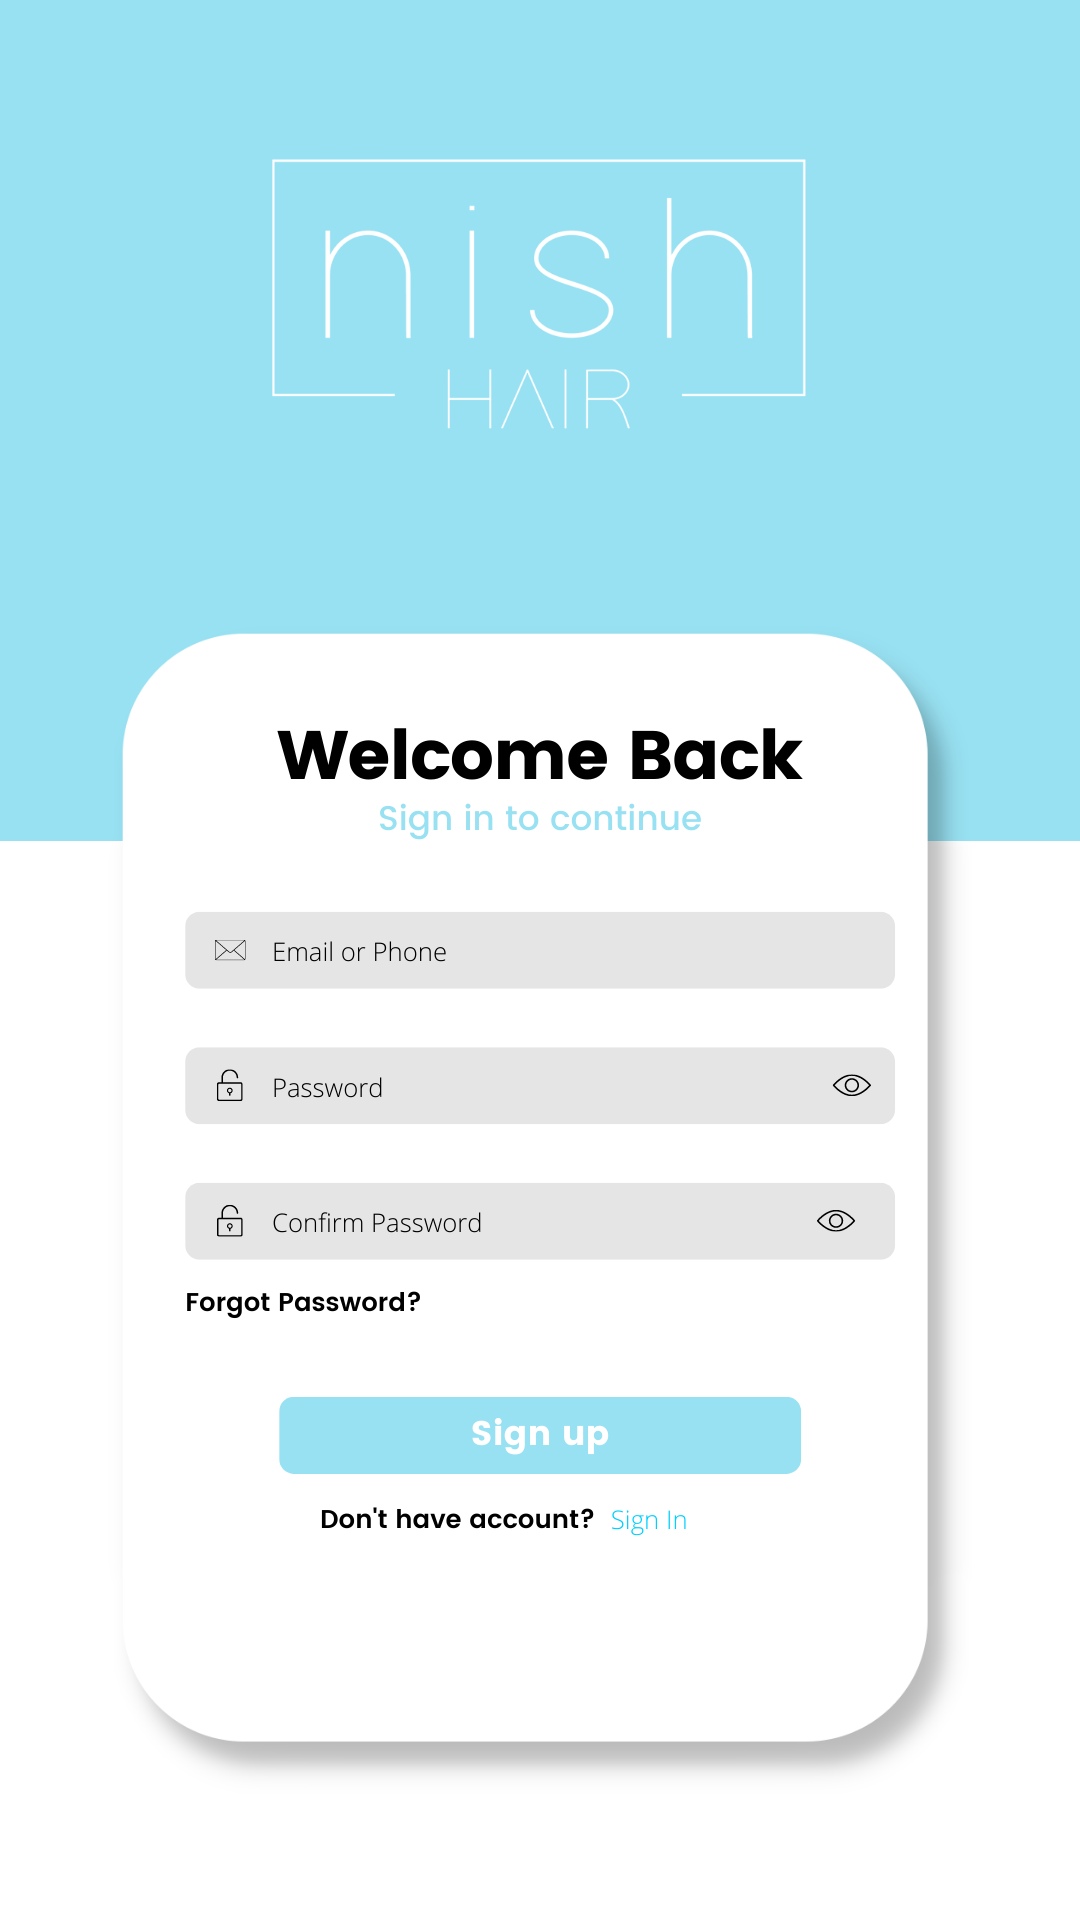 nish
HAIR
Welcome Back
Sign in to continue
Email or Phone
Password
Confirm Password
Forgot Password?
Sign up
Don't have account? Sign In